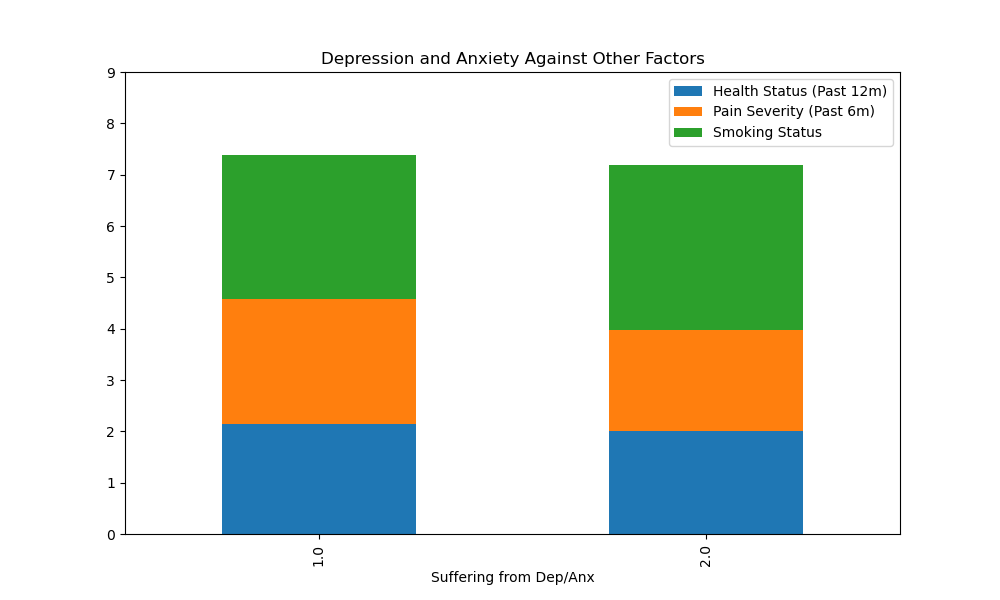 Depression and Anxiety Against Other Factors
9
8
7
6
5
4
3
2
1
0
Health Status (Past 12m)
Pain Severity (Past 6m)
Smoking Status
1.0
2.0
Suffering from Dep/Anx